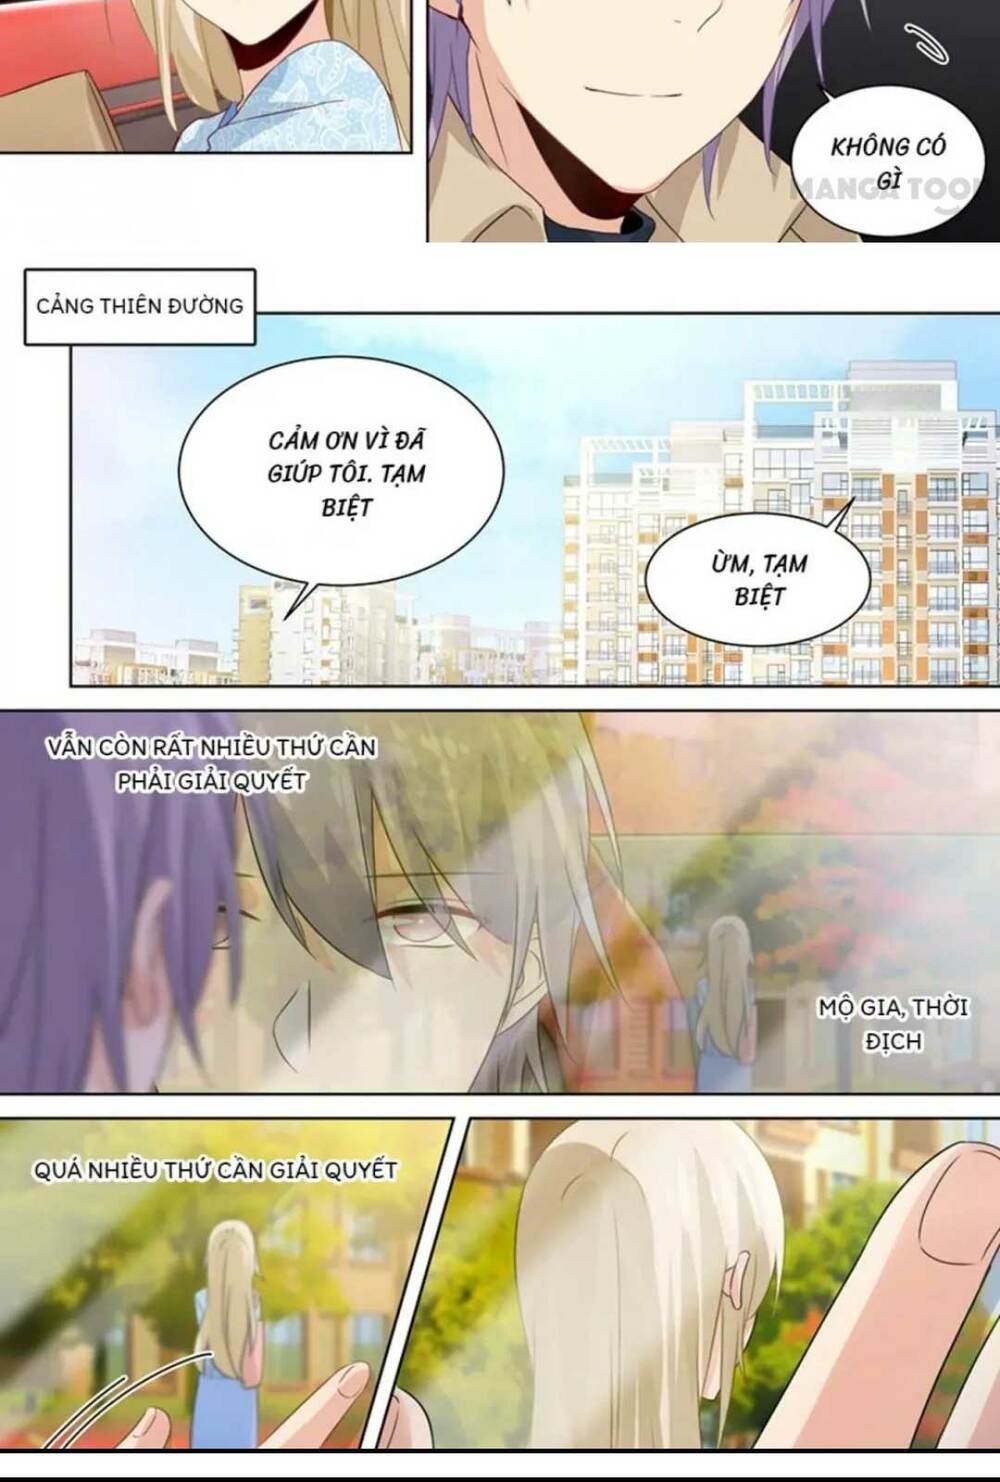 KHÔNG CÓ
GÌ
MANGA TOON
CẢNG THIÊN ĐƯỜNG
CẢM ƠN VÌ ĐÃ
GIÚP TÔI. TẠM
BIỆT
ỪM, TẠM
BIỆT
VẪN CÒN RẤT NHIỀU THỨ CẦN
PHẢI GIẢI QUYẾT
MỘ GIA, THỜI
ĐỊCH
QUÁ NHIỀU THỨ CẦN GIẢI QUYẾT